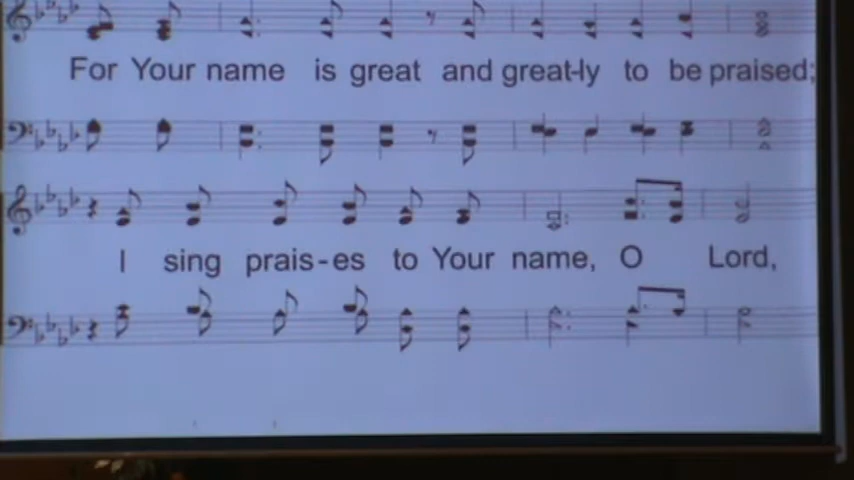 For Your name is great and great-ly to be praised;
I sing prais-es to Your name, O Lord,